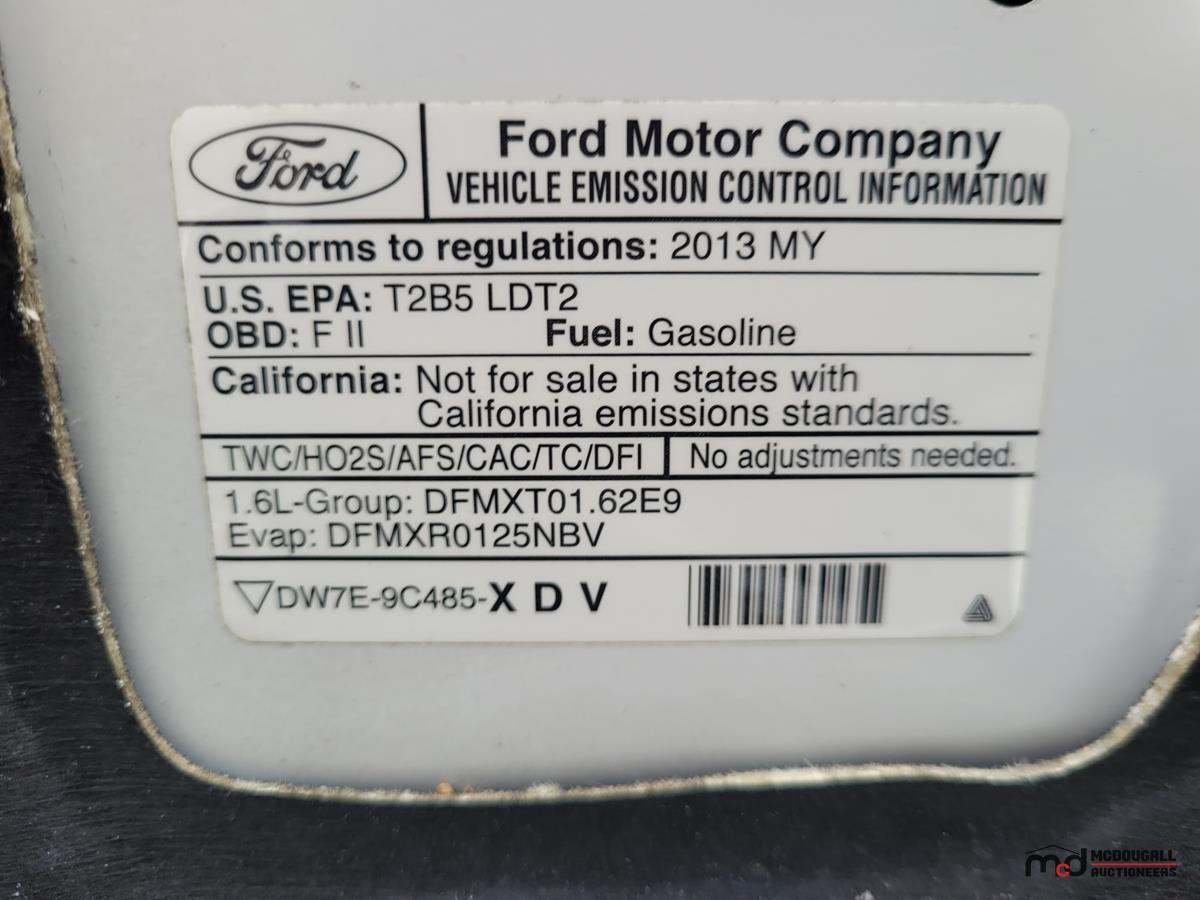 Ford
Ford Motor Company
VEHICLE EMISSION CONTROL INFORMATION
Conforms to regulations: 2013 MY
U.S. EPA: T2B5 LDT2
OBD: F II Fuel: Gasoline
California: Not for sale in states with
California emissions standards.
TWC/HO2S/AFS/CAC/TC/DFI No adjustments needed.
1.6L-Group: DFMXT01.62E9
Evap: DFMXR0125NBV
DW7E-9C485-X D V
mcd MCDOUGALL
AUCTIONEERS